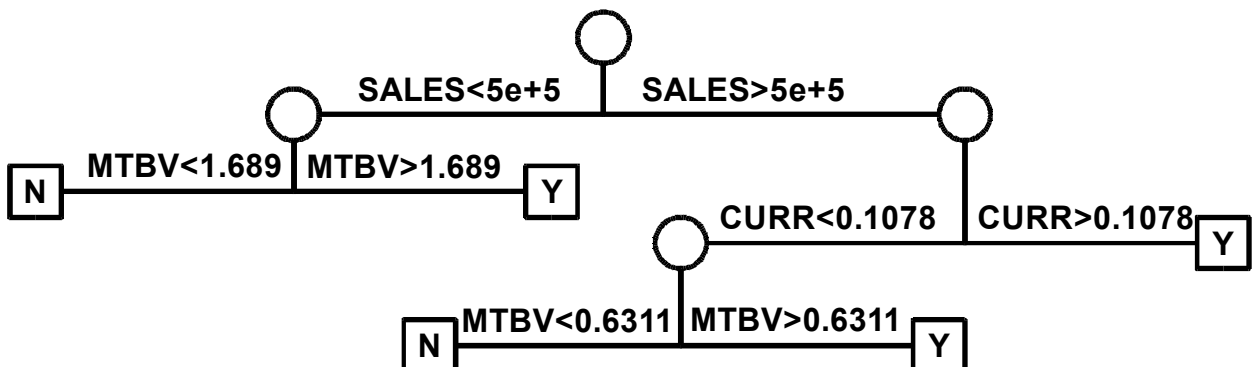 SALES<5e+5 SALES>5e+5
MTBV<1.689 MTBV>1.689
N Y
CURR<0.1078 CURR>0.1078
Y
MTBV<0.6311 MTBV>0.6311
N Y